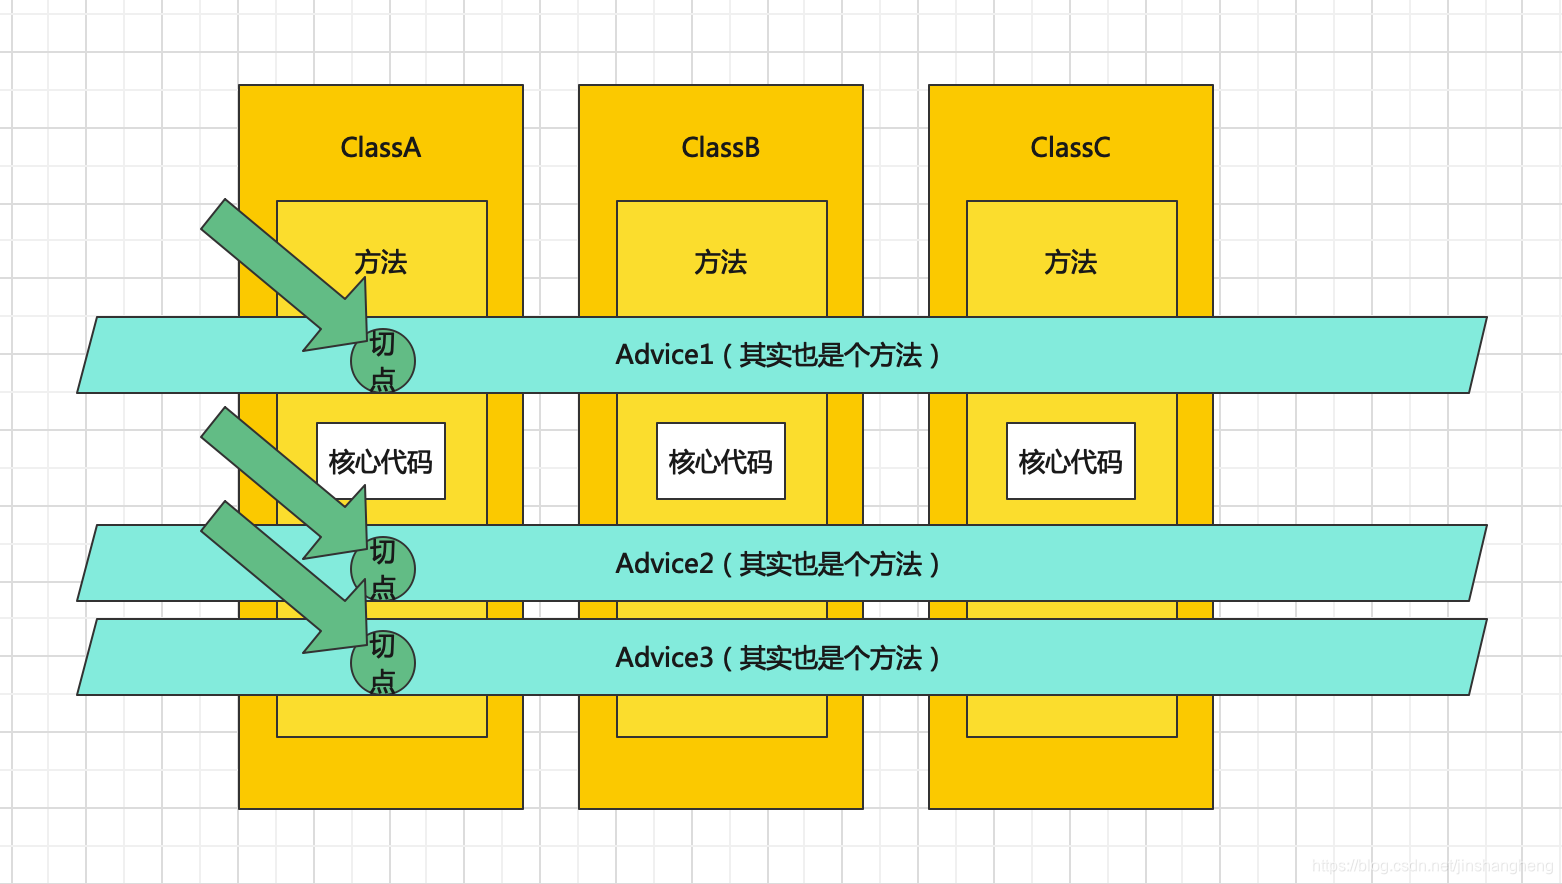 ClassA
ClassB
ClassC
方法
方法
方法
切
点
Advice1（其实也是个方法）
核心代码
核心代码
核心代码
切
点
Advice2（其实也是个方法）
切
点
Advice3（其实也是个方法）
https://blog.csdn.net/jinshangheng